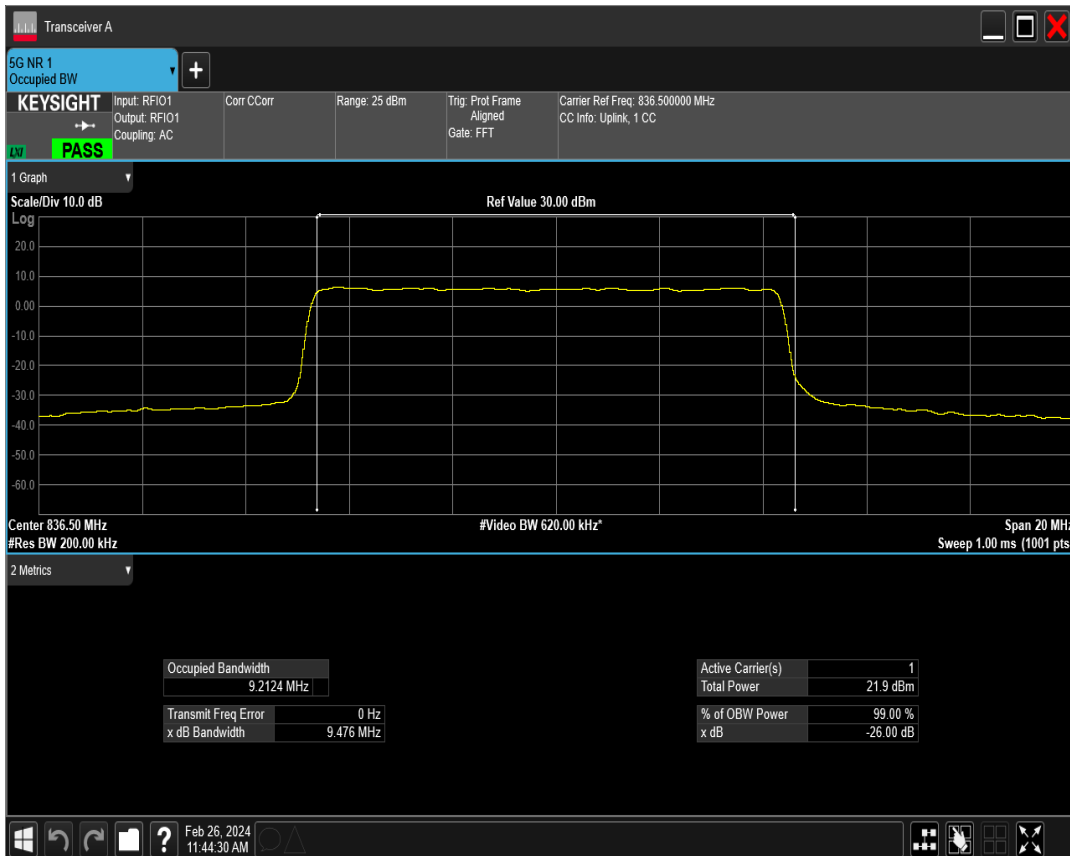 Transceiver A
5G NR 1
Occupied BW
+
KEYSIGHT
LXI
PASS
Input: RFIO1
Output: RFIO1
Coupling: AC
Corr CCorr
Range: 25 dBm
Trig: Prot Frame
Aligned
Gate: FFT
Carrier Ref Freq: 836.500000 MHz
CC Info: Uplink, 1 CC
1 Graph
Scale/Div 10.0 dB
Ref Value 30.00 dBm
Log
20.0
10.0
0.00
-10.0
-20.0
-30.0
-40.0
-50.0
-60.0
Center 836.50 MHz
#Video BW 620.00 kHz*
Span 20 MHz
#Res BW 200.00 kHz
Sweep 1.00 ms (1001 pts
2 Metrics
Occupied Bandwidth
9.2124 MHz
Transmit Freq Error 0 Hz
x dB Bandwidth 9.476 MHz
Active Carrier(s) 1
Total Power 21.9 dBm
% of OBW Power 99.00 %
x dB -26.00 dB
?
Feb 26, 2024
11:44:30 AM